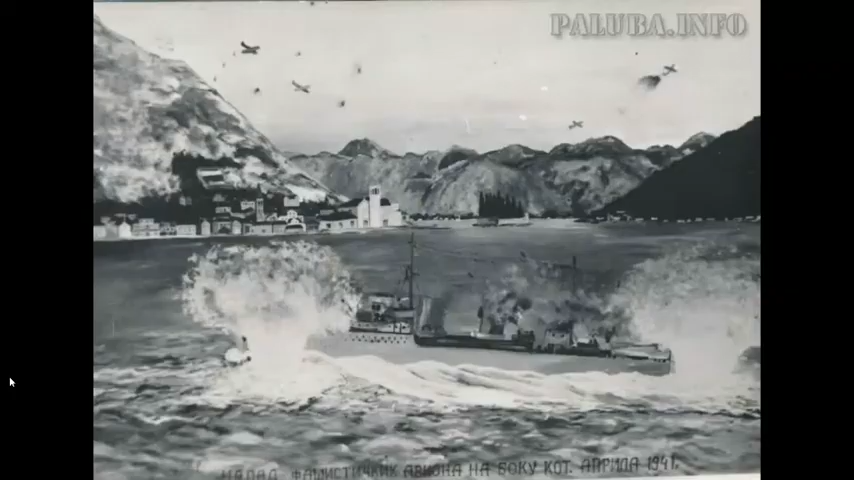 PALUBA.INFO
НАПАД ФАШИСТИЧКИХ АВИОНА НА БОКУ КОТ. АПРИЛА 1941.